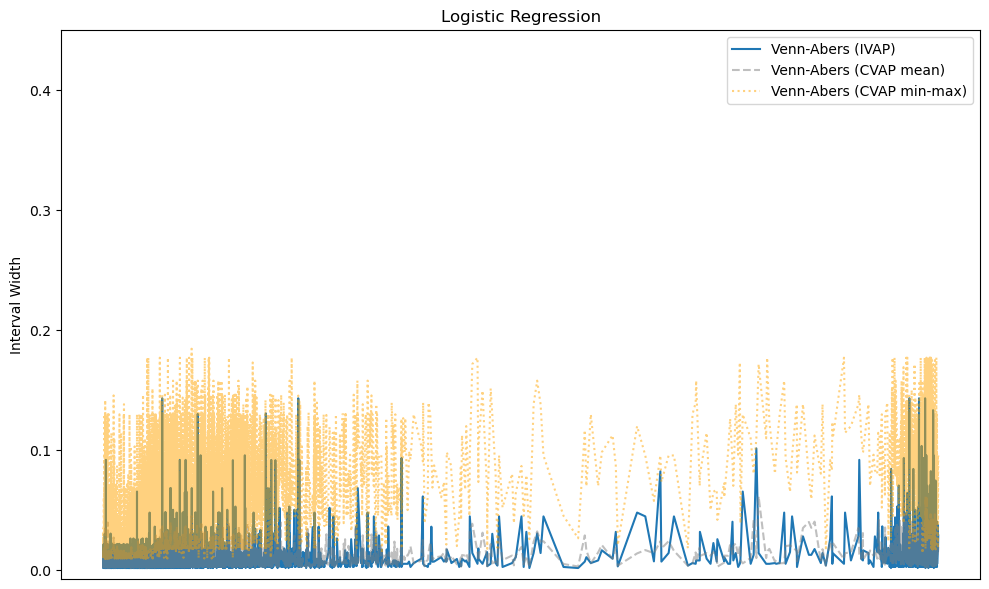 Logistic Regression
Venn-Abers (IVAP)
Venn-Abers (CVAP mean)
Venn-Abers (CVAP min-max)
Interval Width
0.4
0.3
0.2
0.1
0.0